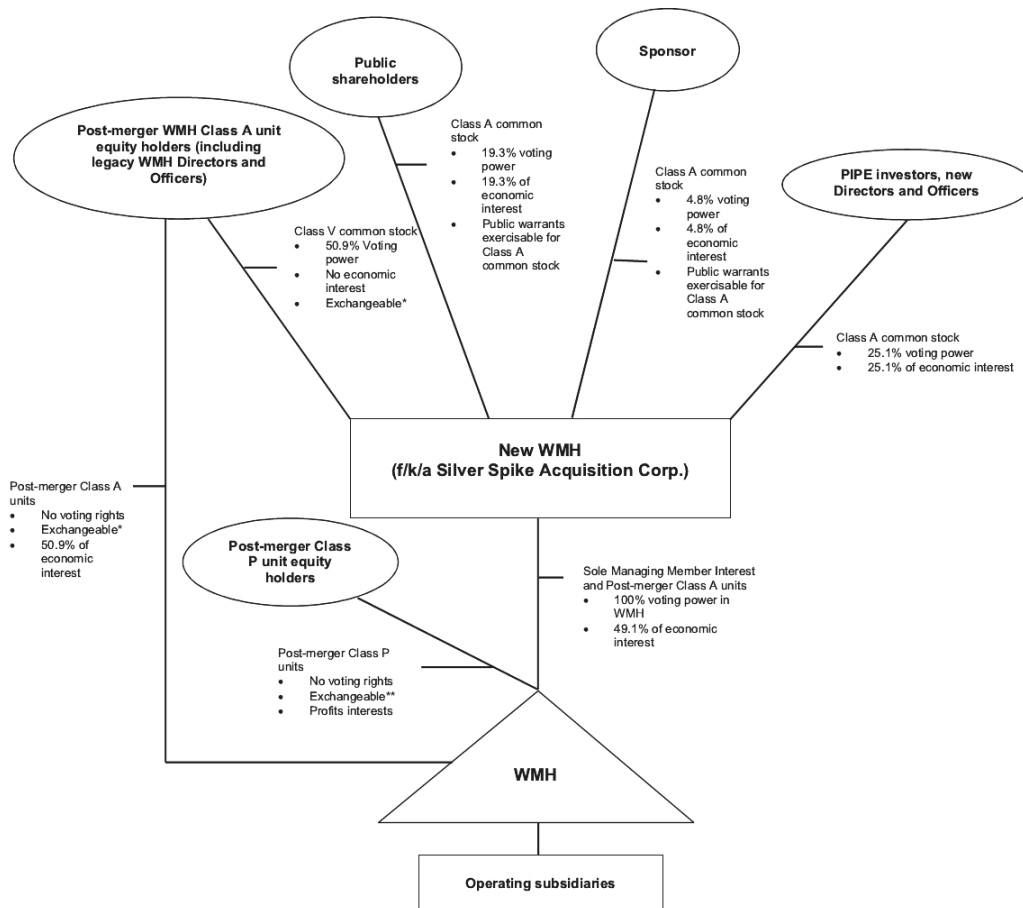 Sponsor
Public
shareholders
Post-merger WMH Class A unit
equity holders (including
legacy WMH Directors and
Officers)
PIPE investors, new
Directors and Officers
Class A common
stock
• 19.3% voting
power
• 19.3% of
economic
interest
• Public warrants
exercisable for
Class A
common stock
Class A common
stock
• 4.8% voting
power
• 4.8% of
economic
interest
• Public warrants
exercisable for
Class A
common stock
Class V common stock
• 50.9% Voting
power
• No economic
interest
• Exchangeable*
Class A common stock
• 25.1% voting power
• 25.1% of economic interest
New WMH
(f/k/a Silver Spike Acquisition Corp.)
Post-merger Class A
units
• No voting rights
• Exchangeable*
• 50.9% of
economic
interest
Post-merger Class
P unit equity
holders
Sole Managing Member Interest
and Post-merger Class A units
• 100% voting power in
WMH
• 49.1% of economic
interest
Post-merger Class P
units
• No voting rights
• Exchangeable**
• Profits interests
WMH
Operating subsidiaries